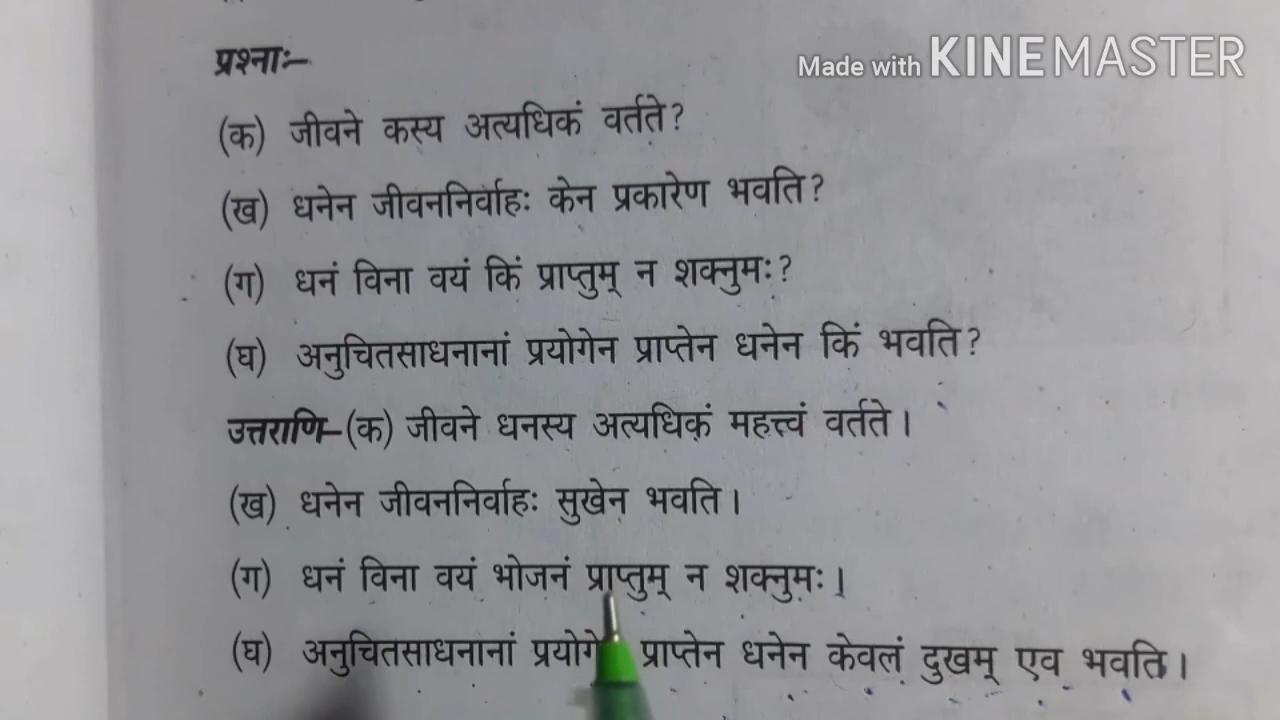 Made with KINEMASTER
प्रश्नाः–
(क) जीवने कस्य अत्यधिकं वर्तते?
(ख) धनेन जीवननिर्वाहः केन प्रकारेण भवति?
(ग) धनं विना वयं किं प्राप्तुम् न शक्नुमः?
(घ) अनुचितसाधनानां प्रयोगेन प्राप्तेन धनेन किं भवति?
उत्तराणि–(क) जीवने धनस्य अत्यधिकं महत्त्वं वर्तते।
(ख) धनेन जीवननिर्वाहः सुखेन भवति।
(ग) धनं विना वयं भोजनं प्राप्तुम् न शक्नुमः।
(घ) अनुचितसाधनानां प्राप्तेन धनेन केवलं दुखम् एव भवति।